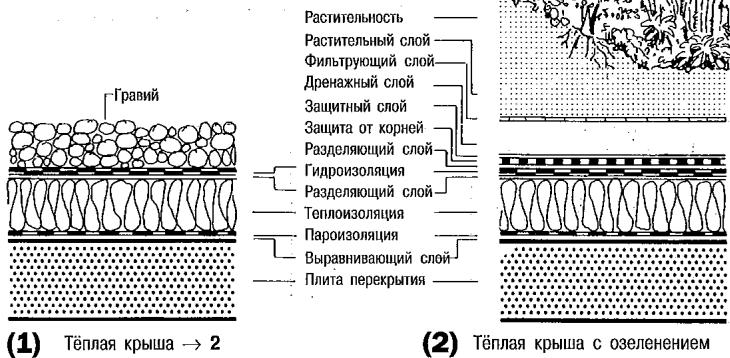 Растительность
Растительный слой
Фильтрующий слой
Дренажный слой
Гравий
Защитный слой
Защита от корней
Разделяющий слой
Гидроизоляция
Разделяющий слой
Теплоизоляция
Пароизоляция
Выравнивающий слой
Плита перекрытия
(1) Тёплая крыша → 2
(2) Тёплая крыша с озеленением